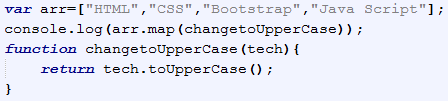 var arr=["HTML","CSS","Bootstrap","Java Script"];
console.log(arr.map(changetoUpperCase));
function changetoUpperCase(tech){
    return tech.toUpperCase();
}